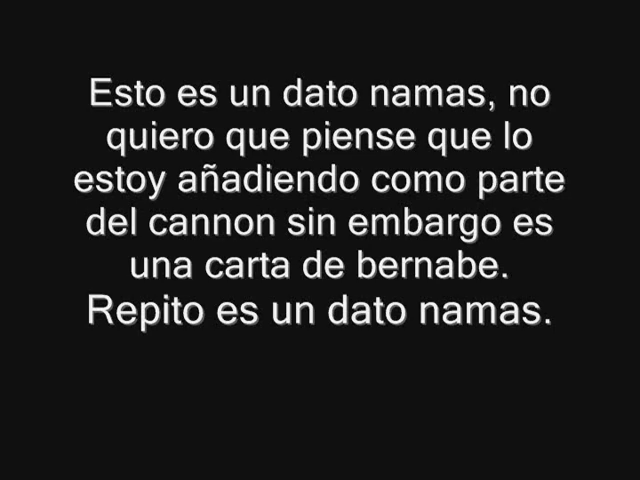 Esto es un dato namas, no
quiero que piense que lo
estoy añadiendo como parte
del cannon sin embargo es
una carta de bernabe.
Repito es un dato namas.